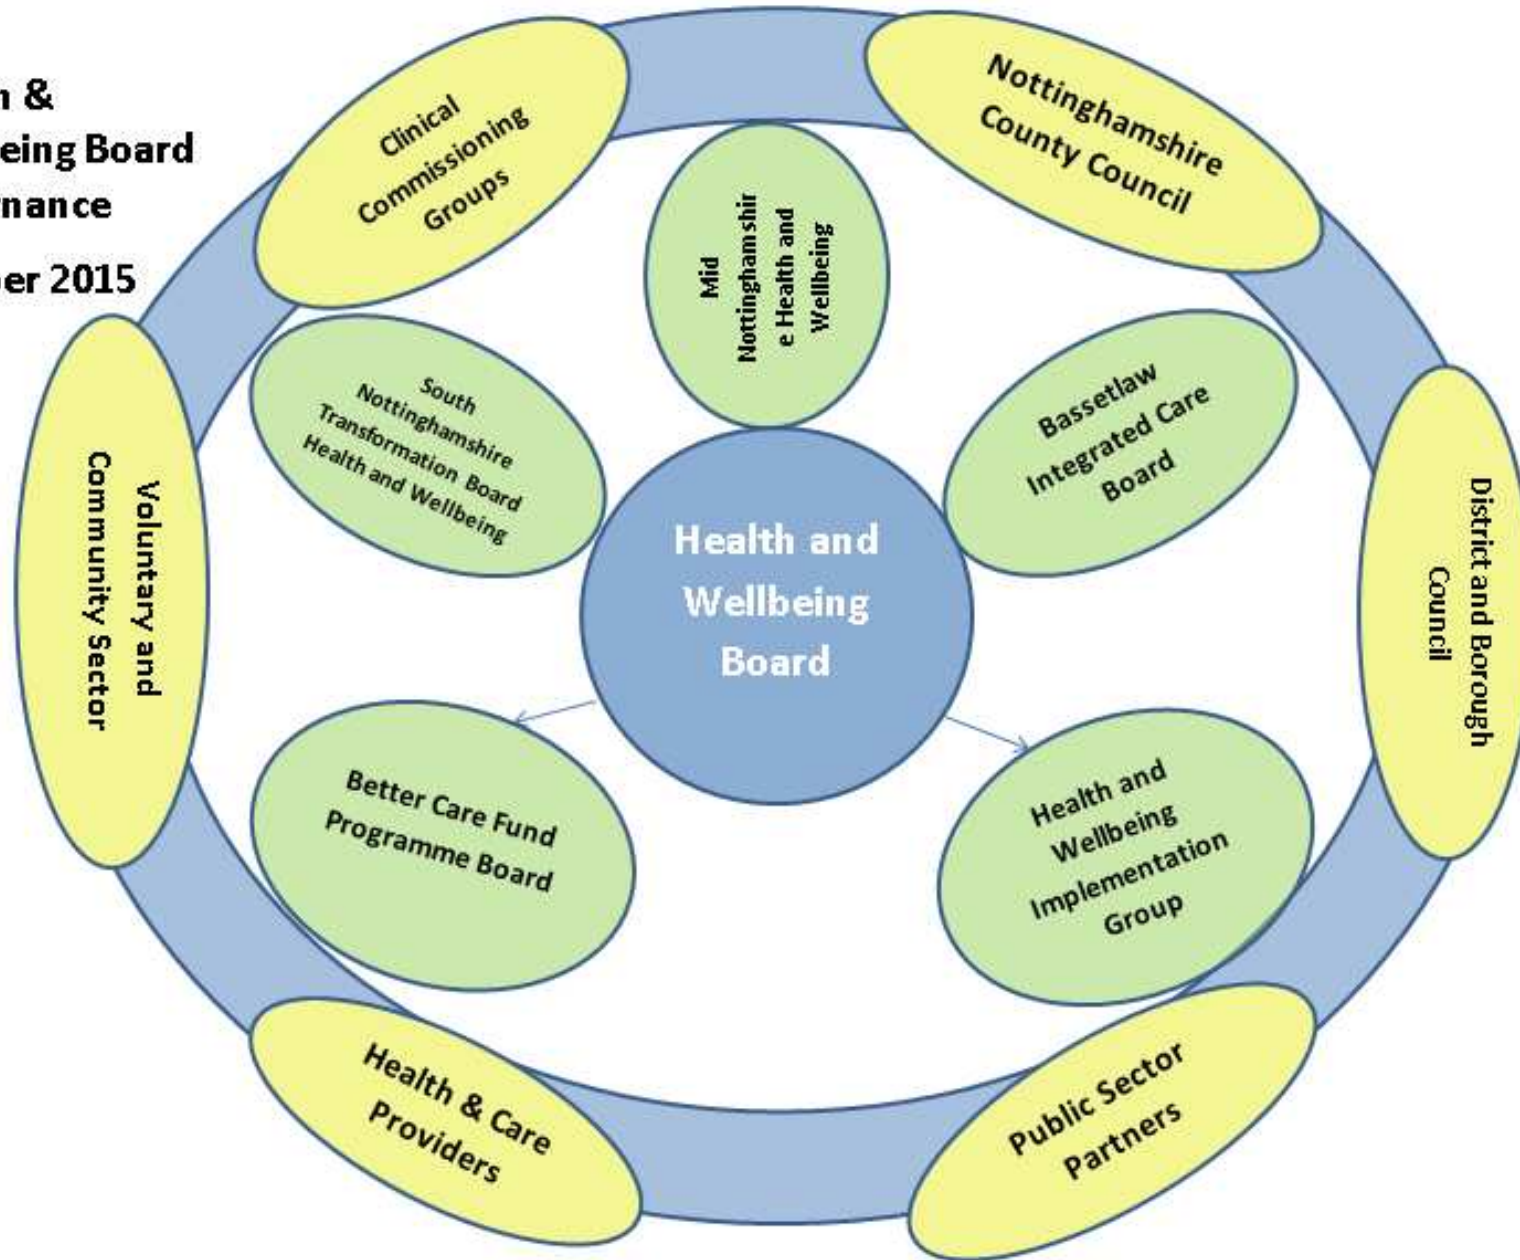 n &
eing Board
rnance
er 2015
Clinical
Commissioning
Groups
Nottinghamshire
County Council
Mid
Nottinghamshir
e Health and
Wellbeing
South
Nottinghamshire
Transformation Board
Health and Wellbeing
Bassetlaw
Integrated Care
Board
Voluntary and
Community Sector
Health and
Wellbeing
Board
District and Borough
Council
Better Care Fund
Programme Board
Health and
Wellbeing
Implementation
Group
Health & Care
Providers
Public Sector
Partners